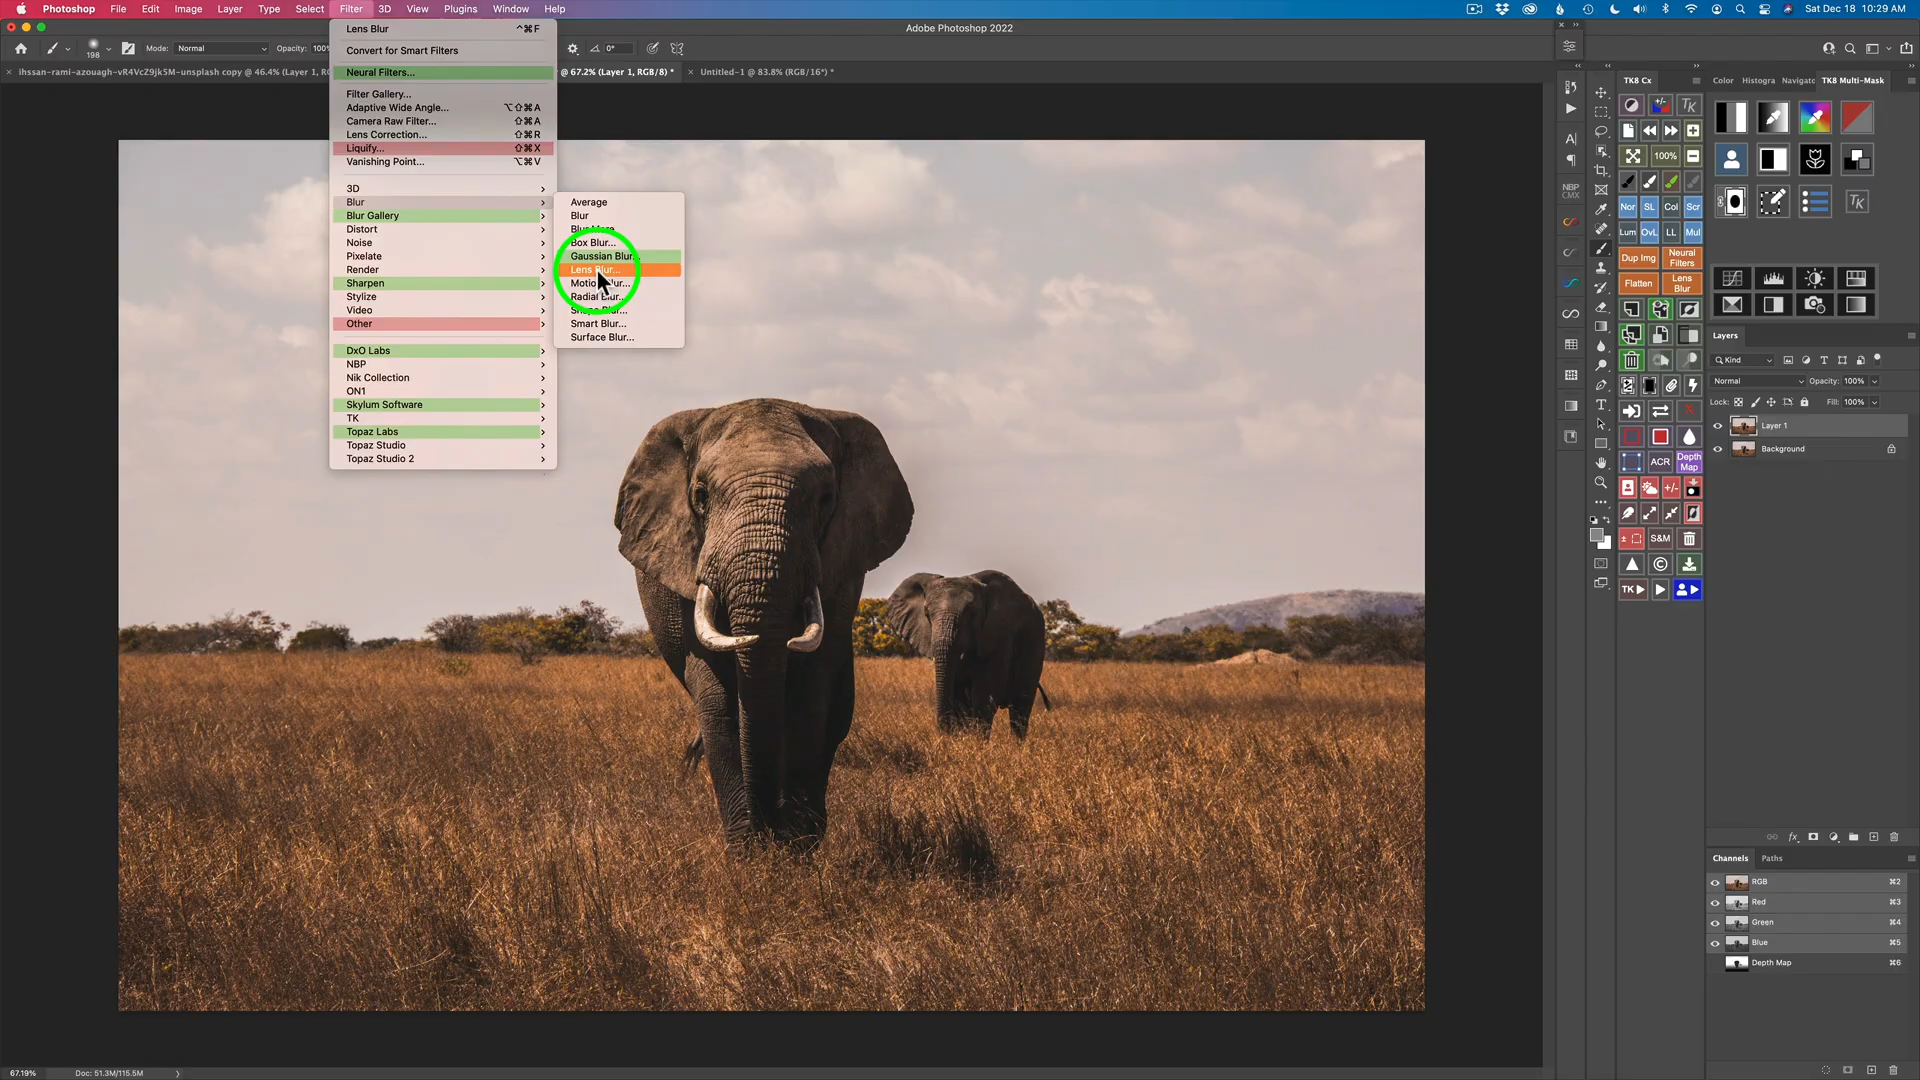 Photoshop File Edit Image Layer Type Select Filter 3D View Plugins Window Help Sat Dec 18 10:29 AM
Adobe Photoshop 2022
198 Mode: Normal Opacity: 100% 0°
ihssan-rami-azouagh-vR4VcZ9jk5M-unsplash copy @ 46.4% (Layer 1, @ 67.2% (Layer 1, RGB/8) * Untitled-1 @ 83.8% (RGB/16*) *
Lens Blur ^⌘F
Convert for Smart Filters
Neural Filters...
Filter Gallery...
Adaptive Wide Angle... ⌥⇧⌘A
Camera Raw Filter... ⇧⌘A
Lens Correction... ⇧⌘R
Liquify... ⇧⌘X
Vanishing Point... ⌥⌘V
3D
Blur
Blur Gallery
Distort
Noise
Pixelate
Render
Sharpen
Stylize
Video
Other
DxO Labs
NBP
Nik Collection
ON1
Skylum Software
TK
Topaz Labs
Topaz Studio
Topaz Studio 2
Average
Blur
Blur More
Box Blur...
Gaussian Blur...
Lens Blur...
Motion Blur...
Radial Blur...
Shape Blur...
Smart Blur...
Surface Blur...
NBP
CMX
TK8 Cx
TK
100%
Nor SL Col Scr
Lum OvL LL Mul
Dup Img Neural Filters
Flatten Lens Blur
ACR Depth Map
+/-
S&M
TK
Color Histogra Navigato TK8 Multi-Mask
TK
Layers
Kind
Normal Opacity: 100%
Lock: Fill: 100%
Layer 1
Background
Channels Paths
RGB ⌘2
Red ⌘3
Green ⌘4
Blue ⌘5
Depth Map ⌘6
67.19% Doc: 51.3M/115.5M